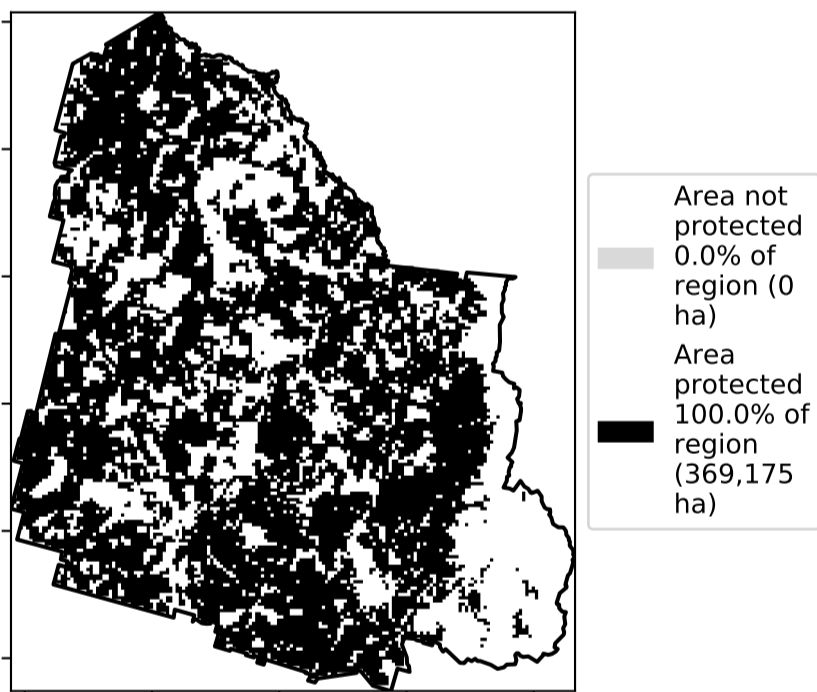 Area not
protected
0.0% of
region (0
ha)
Area
protected
100.0% of
region
(369,175
ha)